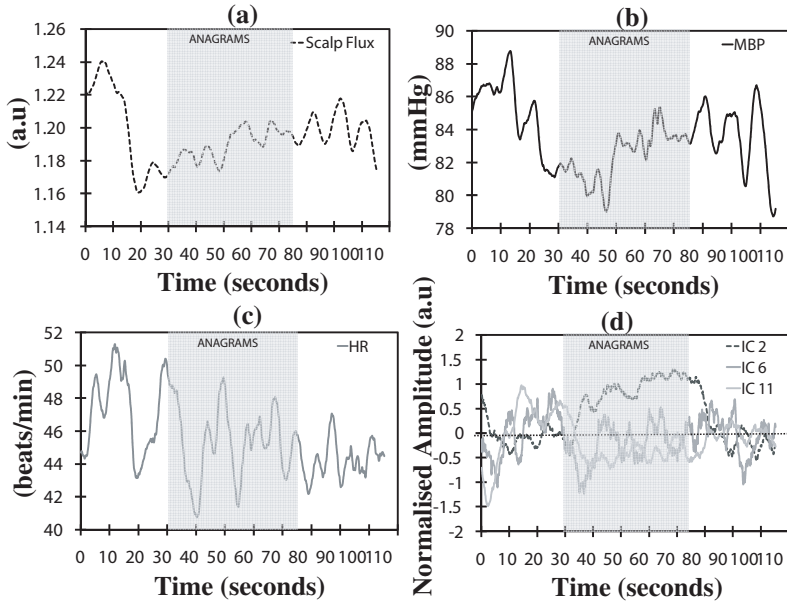 (a)
1.26
1.24
1.22
1.20
1.18
1.16
1.14
(a.u)
ANAGRAMS
Scalp Flux
0 10 20 30 40 50 60 70 80 90 100 110
Time (seconds)
(b)
90
88
86
84
82
80
78
(mmHg)
ANAGRAMS
MBP
0 10 20 30 40 50 60 70 80 90 100 110
Time (seconds)
(c)
52
50
48
46
44
42
40
(beats/min)
ANAGRAMS
HR
0 10 20 30 40 50 60 70 80 90 100 110
Time (seconds)
(d)
2
1.5
1
0.5
0
-0.5
-1
-1.5
-2
Normalised Amplitude (a.u)
ANAGRAMS
IC 2
IC 6
IC 11
0 10 20 30 40 50 60 70 80 90 100 110
Time (seconds)